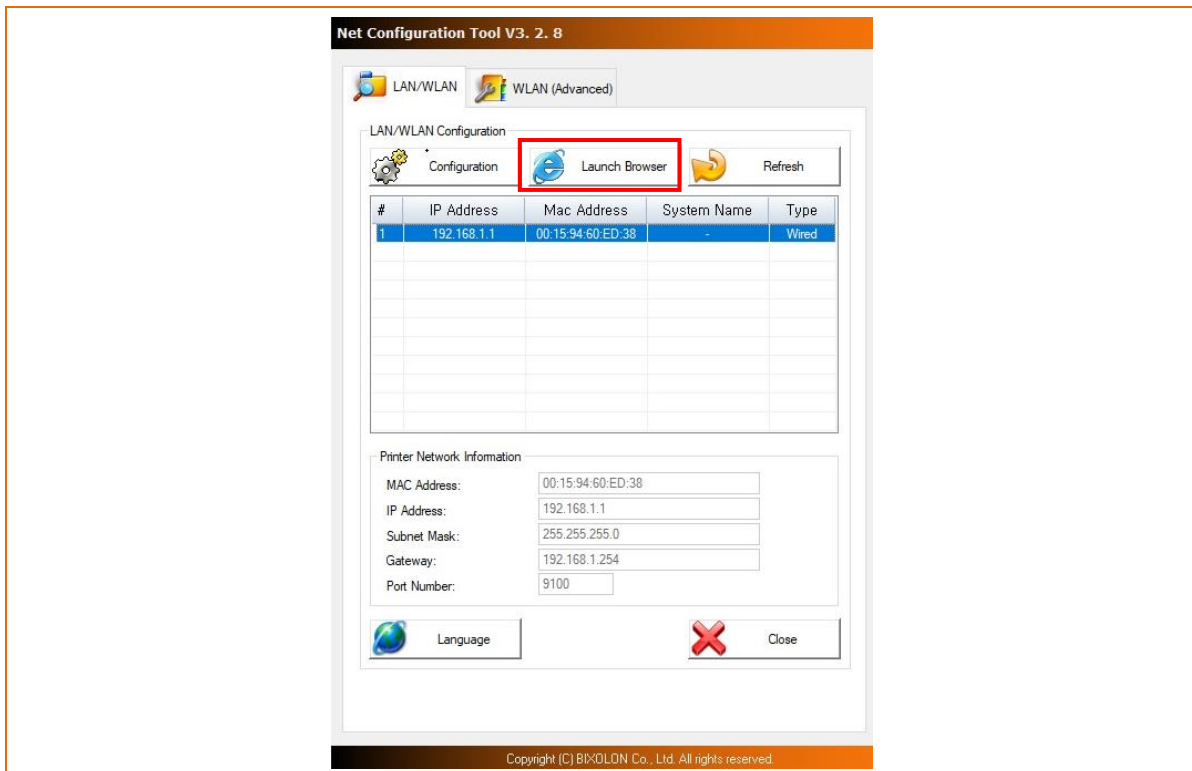 Net Configuration Tool V3. 2. 8
LAN/WLAN WLAN (Advanced)
LAN/WLAN Configuration
Configuration Launch Browser Refresh
# IP Address Mac Address System Name Type
1 192.168.1.1 00:15:94:60:ED:38 - Wired
Printer Network Information
MAC Address: 00:15:94:60:ED:38
IP Address: 192.168.1.1
Subnet Mask: 255.255.255.0
Gateway: 192.168.1.254
Port Number: 9100
Language Close
Copyright (C) BIXOLON Co., Ltd. All rights reserved.